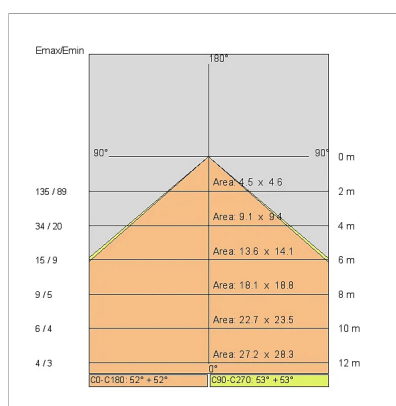 Emax/Emin
180°
90° 90° 0 m
135 / 89 Area: 4.5 x 4.6 2 m
34 / 20 Area: 9.1 x 9.4 4 m
15 / 9 Area: 13.6 x 14.1 6 m
9 / 5 Area: 18.1 x 18.8 8 m
6 / 4 Area: 22.7 x 23.5 10 m
4 / 3 Area: 27.2 x 28.3 12 m
0°
C0-C180: 52° + 52° C90-C270: 53° + 53°